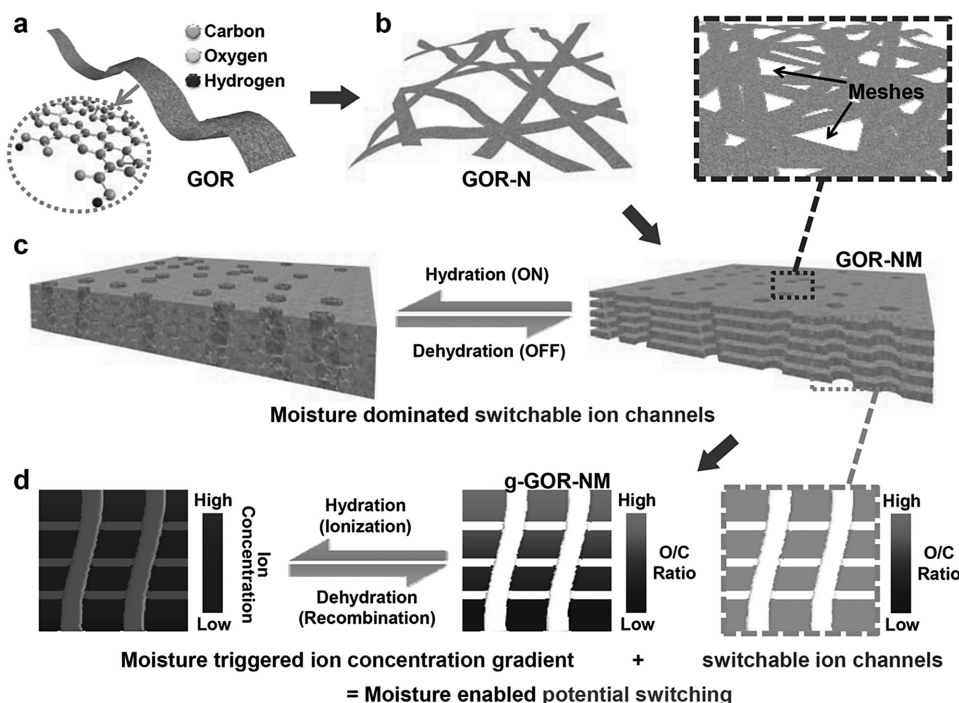 a
Carbon
Oxygen
Hydrogen
GOR
b
GOR-N
Meshes
c
Hydration (ON)
Dehydration (OFF)
GOR-NM
Moisture dominated switchable ion channels
d
High
Ion
Concentration
Low
Hydration
(Ionization)
Dehydration
(Recombination)
g-GOR-NM
High
O/C
Ratio
Low
High
O/C
Ratio
Low
Moisture triggered ion concentration gradient + switchable ion channels
= Moisture enabled potential switching